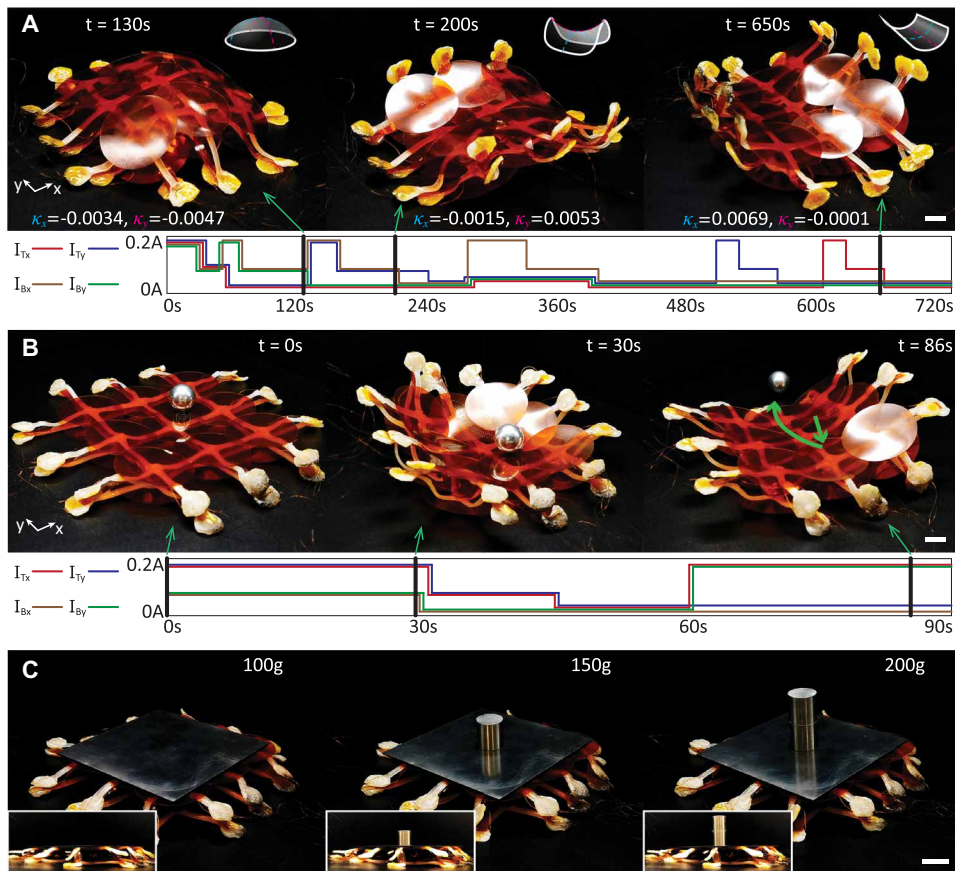 A
t = 130s
t = 200s
t = 650s
y x
κx=-0.0034, κy=-0.0047
κx=-0.0015, κy=0.0053
κx=0.0069, κy=-0.0001
ITx ITy
IBx IBy
0.2A
0A
0s 120s 240s 360s 480s 600s 720s
B
t = 0s
t = 30s
t = 86s
y x
ITx ITy
IBx IBy
0.2A
0A
0s 30s 60s 90s
C
100g
150g
200g